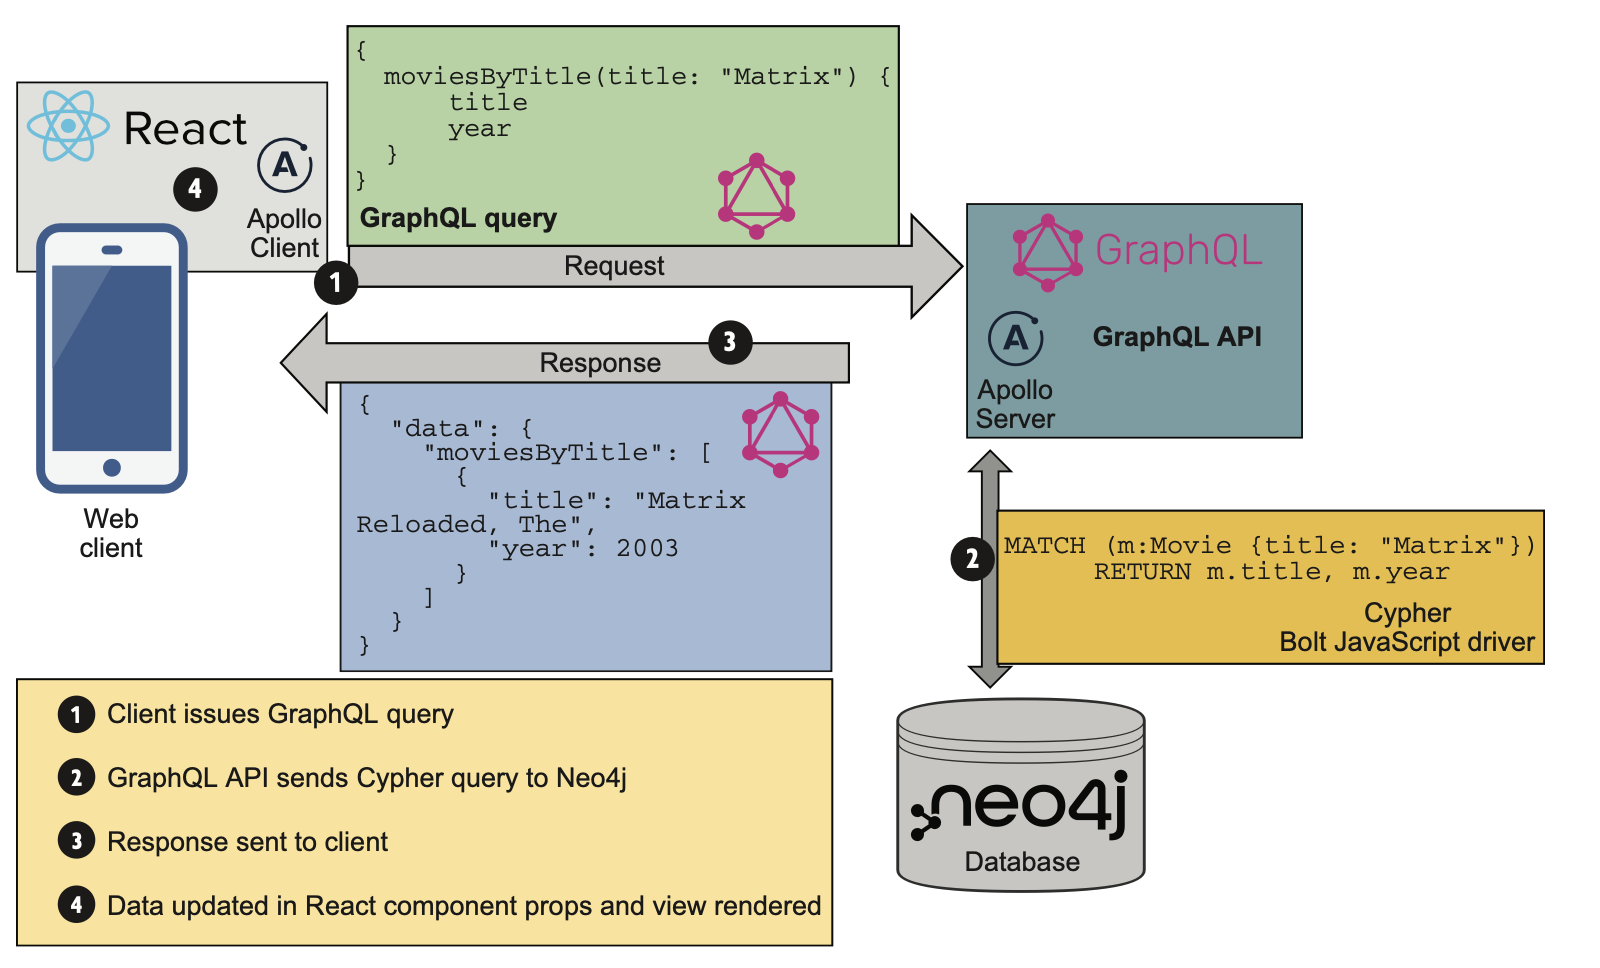 React
4
A
Apollo
Client
{
moviesByTitle(title: "Matrix") {
title
year
}
}
GraphQL query
1
Request
3
Response
{
"data": {
"moviesByTitle": [
{
"title": "Matrix
Reloaded, The",
"year": 2003
}
]
}
}
Web
client
GraphQL
A
GraphQL API
Apollo
Server
2
MATCH (m:Movie {title: "Matrix"})
RETURN m.title, m.year
Cypher
Bolt JavaScript driver
neo4j
Database
1 Client issues GraphQL query
2 GraphQL API sends Cypher query to Neo4j
3 Response sent to client
4 Data updated in React component props and view rendered